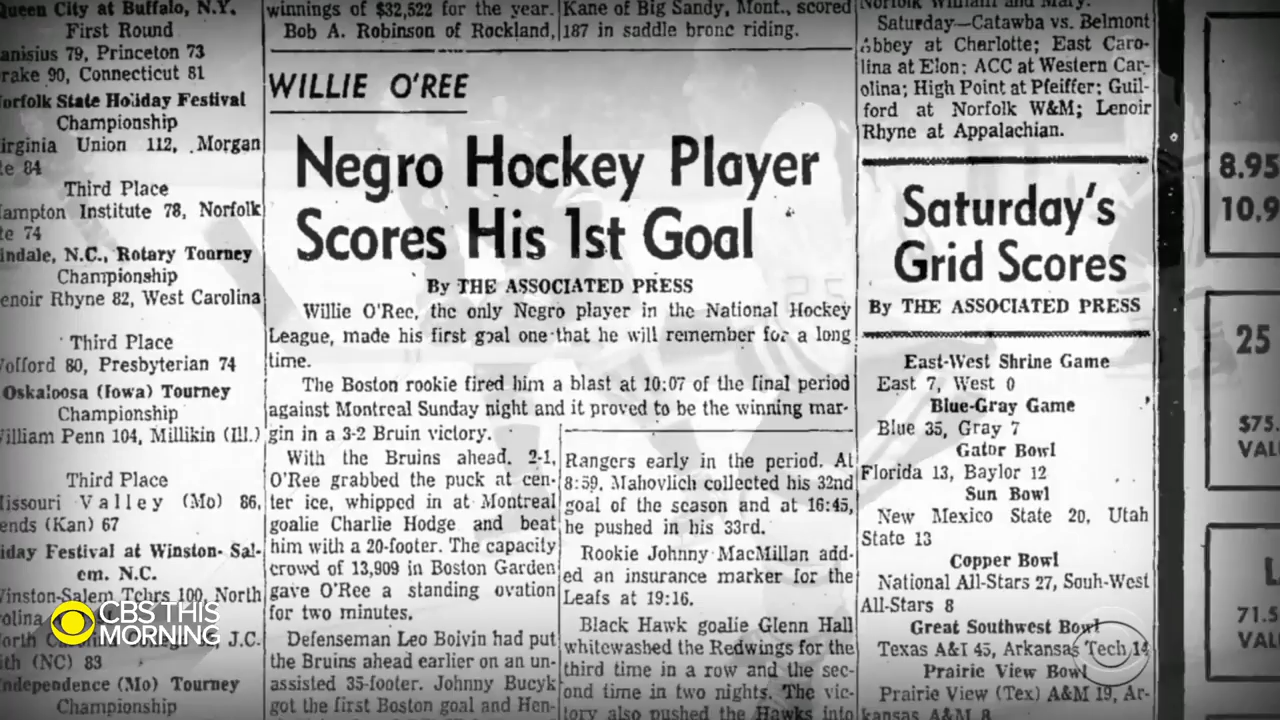 Queen City at Buffalo, N.Y.
First Round
anisius 79, Princeton 73
rake 90, Connecticut 81
orfolk State Holiday Festival
Championship
irginia Union 112, Morgan
te 84
Third Place
ampton Institute 78, Norfolk
te 74
indale, N.C., Rotary Tourney
Championship
enoir Rhyne 82, West Carolina
Third Place
offord 80, Presbyterian 74
Oskaloosa (Iowa) Tourney
Championship
illiam Penn 104, Millikin (Ill.)
Third Place
issouri Valley (Mo) 86,
ends (Kan) 67
iday Festival at Winston-Sal-
em. N.C.
Winston-Salem Tchrs 100, North
olina
J.C.
ith (NC) 83
ndependence (Mo) Tourney
Championship
winnings of $32,522 for the year.
Bob A. Robinson of Rockland,
Kane of Big Sandy, Mont., scored
187 in saddle bronc riding.
WILLIE O'REE
Negro Hockey Player
Scores His 1st Goal
By THE ASSOCIATED PRESS
Willie O'Ree, the only Negro player in the National Hockey
League, made his first goal one that he will remember for a long
time.
The Boston rookie fired him a blast at 10:07 of the final period
against Montreal Sunday night and it proved to be the winning mar-
gin in a 3-2 Bruin victory.
With the Bruins ahead, 2-1,
O'Ree grabbed the puck at cen-
ter ice, whipped in at Montreal
goalie Charlie Hodge and beat
him with a 20-footer. The capacity
crowd of 13,909 in Boston Garden
gave O'Ree a standing ovation
for two minutes.
Defenseman Leo Boivin had put
the Bruins ahead earlier on an un-
assisted 35-footer. Johnny Bucyk
got the first Boston goal and Hen-
Rangers early in the period. At
8:59, Mahovlich collected his 32nd
goal of the season and at 16:45,
he pushed in his 33rd.
Rookie Johnny MacMillan add-
ed an insurance marker for the
Leafs at 19:16.
Black Hawk goalie Glenn Hall
whitewashed the Redwings for the
third time in a row and the sec-
ond time in two nights. The vic-
tory also pushed the Hawks into
Norfolk William and Mary.
Saturday—Catawba vs. Belmont
Abbey at Charlotte; East Caro-
lina at Elon; ACC at Western Car-
olina; High Point at Pfeiffer; Guil-
ford at Norfolk W&M; Lenoir
Rhyne at Appalachian.
Saturday's
Grid Scores
By THE ASSOCIATED PRESS
East-West Shrine Game
East 7, West 0
Blue-Gray Game
Blue 35, Gray 7
Gator Bowl
Florida 13, Baylor 12
Sun Bowl
New Mexico State 20, Utah
State 13
Copper Bowl
National All-Stars 27, Souh-West
All-Stars 8
Great Southwest Bowl
Texas A&I 45, Arkansas Tech 14
Prairie View Bowl
Prairie View (Tex) A&M 19, Ar-
kansas A&M 8
8.95
10.9
25
$75.
VAL
L
71.5
VAL
CBS THIS
MORNING